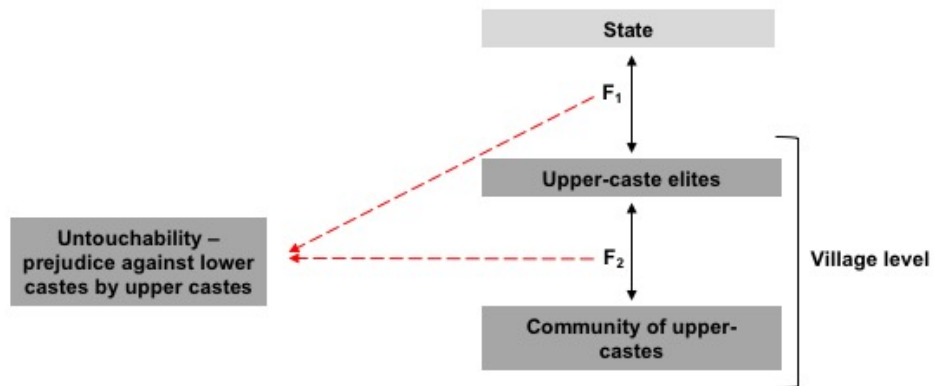 State
F₁
Upper-caste elites
Untouchability –
prejudice against lower
castes by upper castes
F₂
Village level
Community of upper-
castes